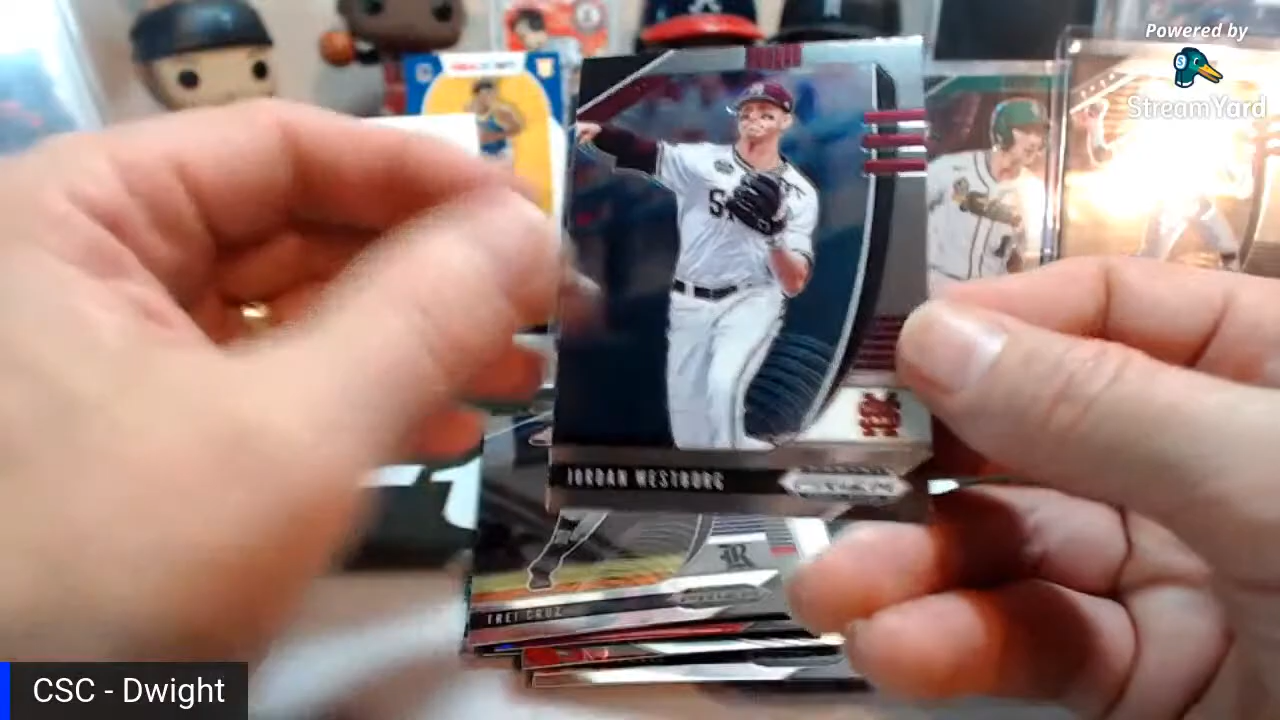 Powered by
StreamYard
JORDAN WESTBURG
TREI CRUZ
R
CSC - Dwight